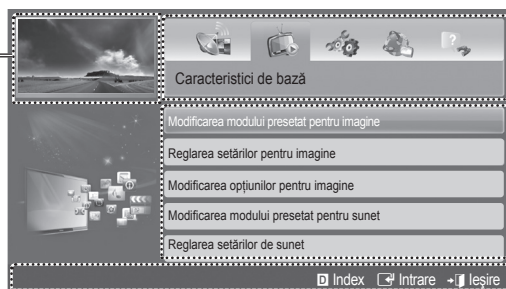 Caracteristici de bază
Modificarea modului presetat pentru imagine
Reglarea setărilor pentru imagine
Modificarea opțiunilor pentru imagine
Modificarea modului presetat pentru sunet
Reglarea setărilor de sunet
D Index Intrare Ieşire